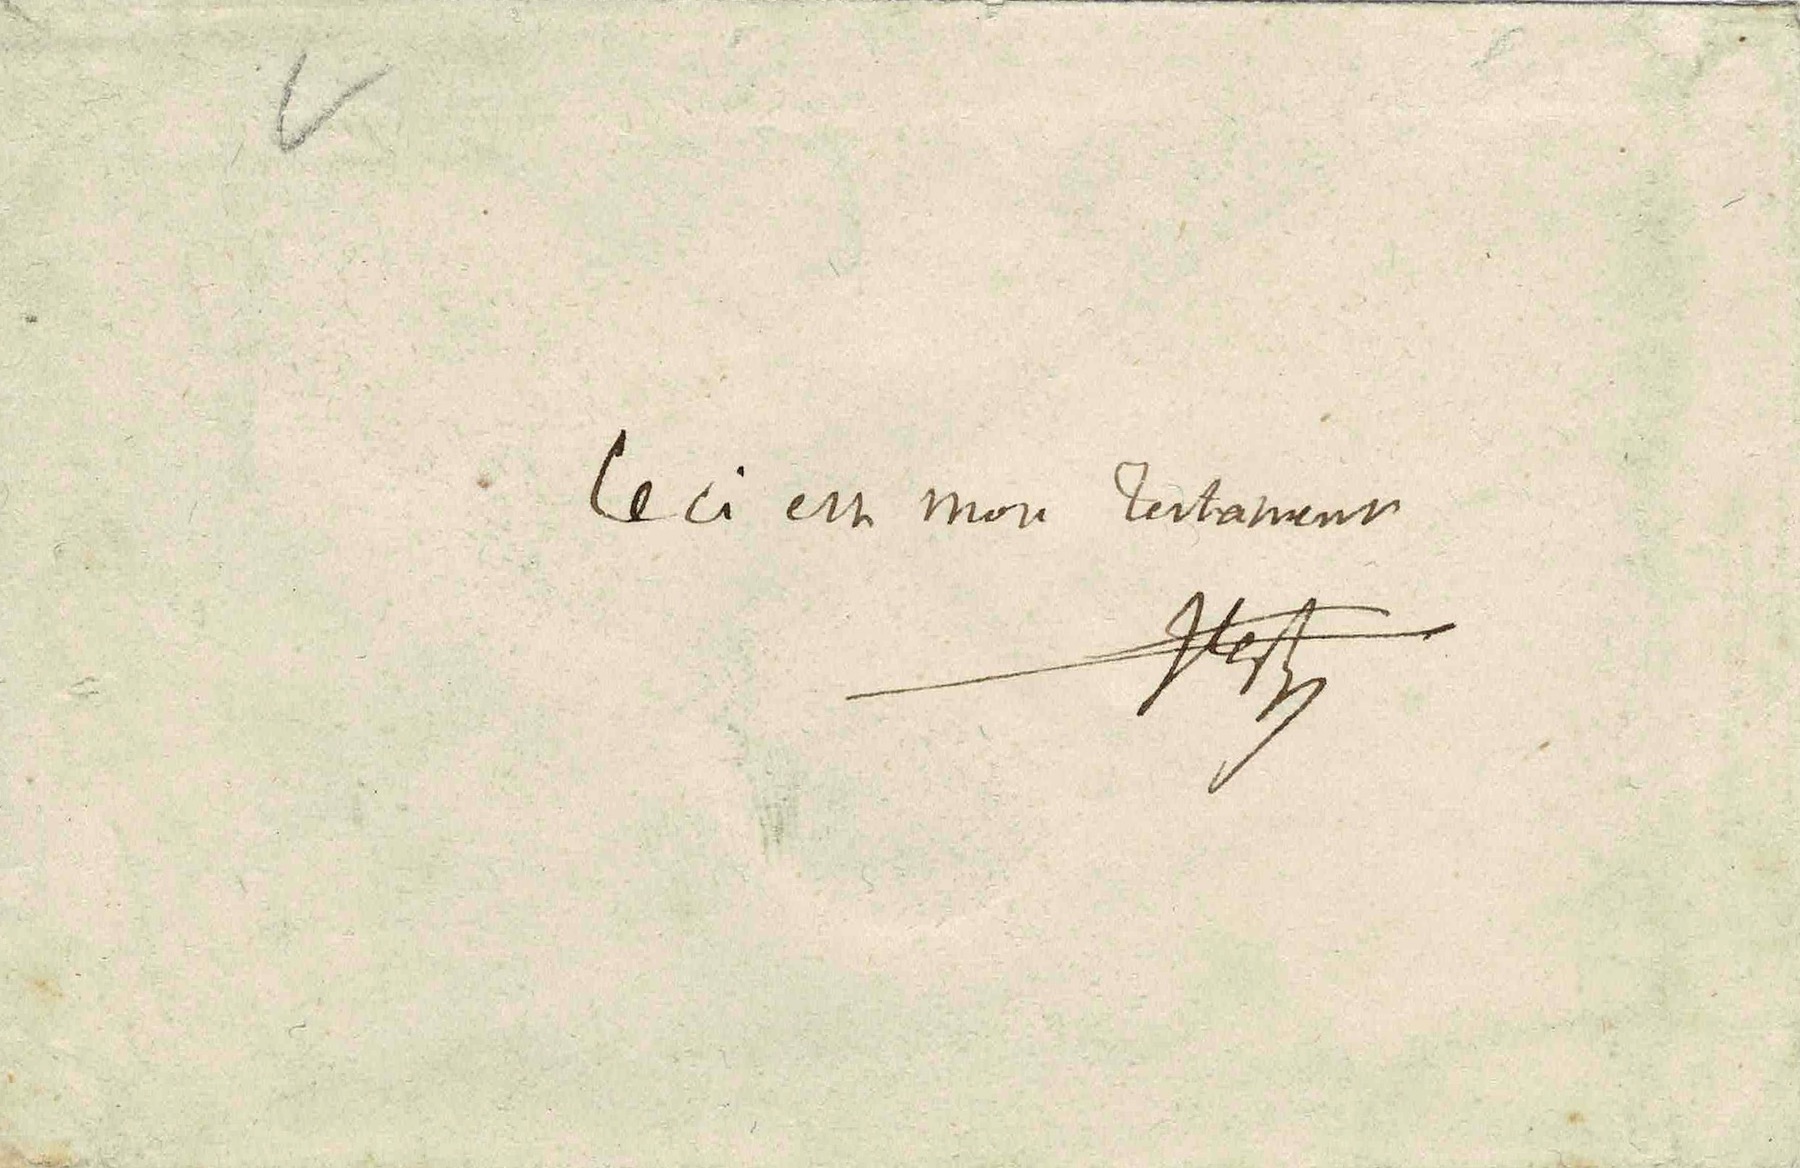 Ceci est mon testament